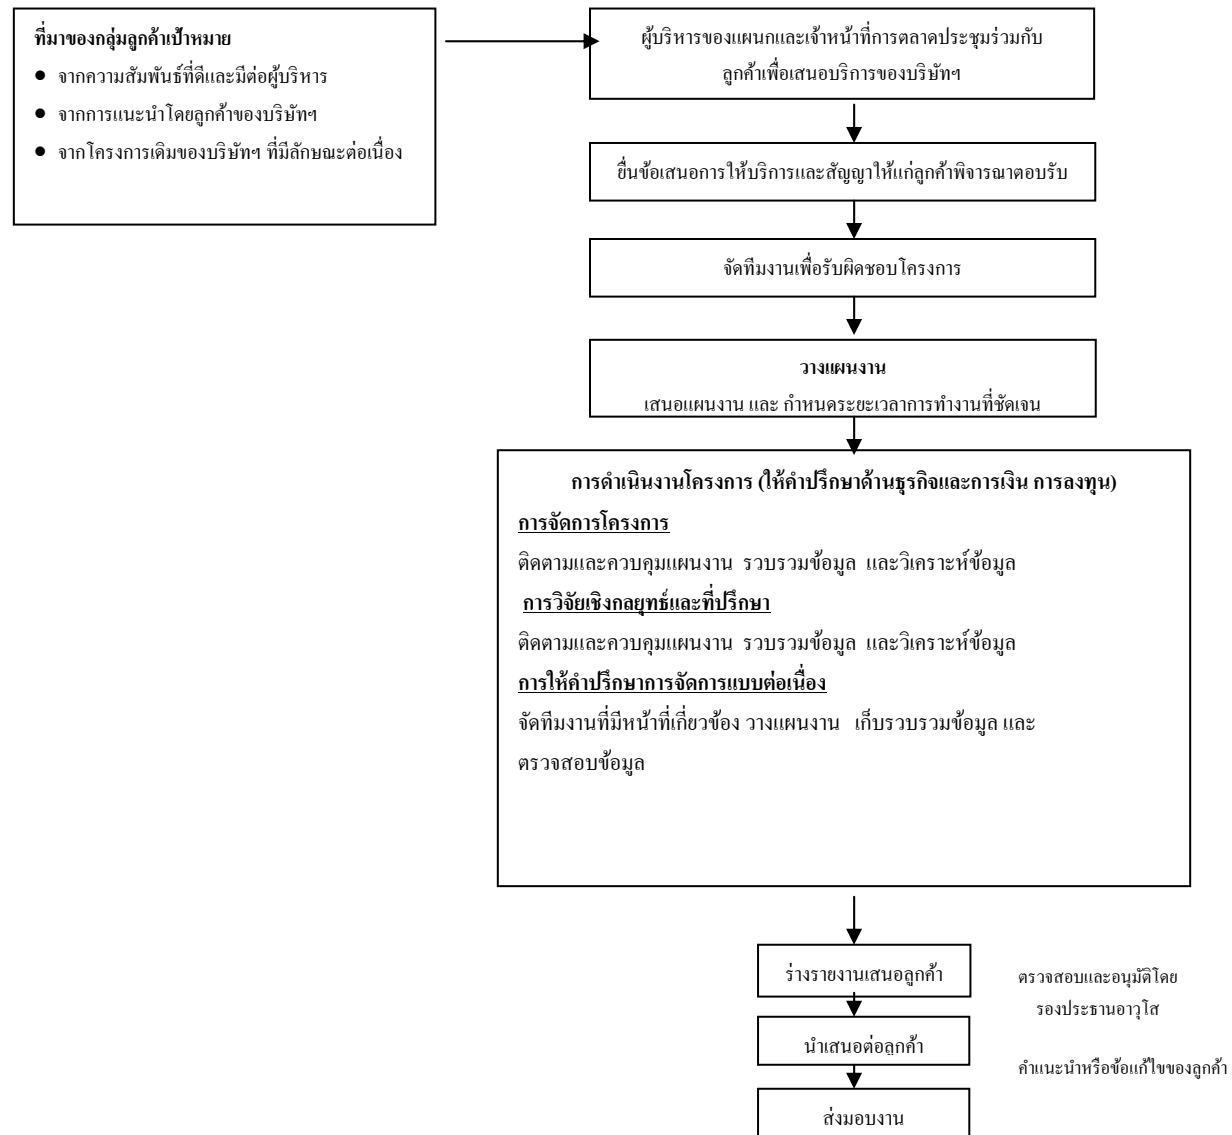 ที่มาของกลุ่มลูกค้าเป้าหมาย
● จากความสัมพันธ์ที่ดีและมีต่อผู้บริหาร
● จากการแนะนำโดยลูกค้าของบริษัทฯ
● จากโครงการเดิมของบริษัทฯ ที่มีลักษณะต่อเนื่อง
ผู้บริหารของแผนกและเจ้าหน้าที่การตลาดประชุมร่วมกับ
ลูกค้าเพื่อเสนอบริการของบริษัทฯ
ยื่นข้อเสนอการให้บริการและสัญญาให้แก่ลูกค้าพิจารณาตอบรับ
จัดทีมงานเพื่อรับผิดชอบโครงการ
วางแผนงาน
เสนอแผนงาน และ กำหนดระยะเวลาการทำงานที่ชัดเจน
การดำเนินงานโครงการ (ให้คำปรึกษาด้านธุรกิจและการเงิน การลงทุน)
การจัดการโครงการ
ติดตามและควบคุมแผนงาน รวบรวมข้อมูล และวิเคราะห์ข้อมูล
การวิจัยเชิงกลยุทธ์และที่ปรึกษา
ติดตามและควบคุมแผนงาน รวบรวมข้อมูล และวิเคราะห์ข้อมูล
การให้คำปรึกษาการจัดการแบบต่อเนื่อง
จัดทีมงานที่มีหน้าที่เกี่ยวข้อง วางแผนงาน เก็บรวบรวมข้อมูล และ
ตรวจสอบข้อมูล
ร่างรายงานเสนอลูกค้า
ตรวจสอบและอนุมัติโดย
รองประธานอาวุโส
นำเสนอต่อลูกค้า
คำแนะนำหรือข้อแก้ไขของลูกค้า
ส่งมอบงาน